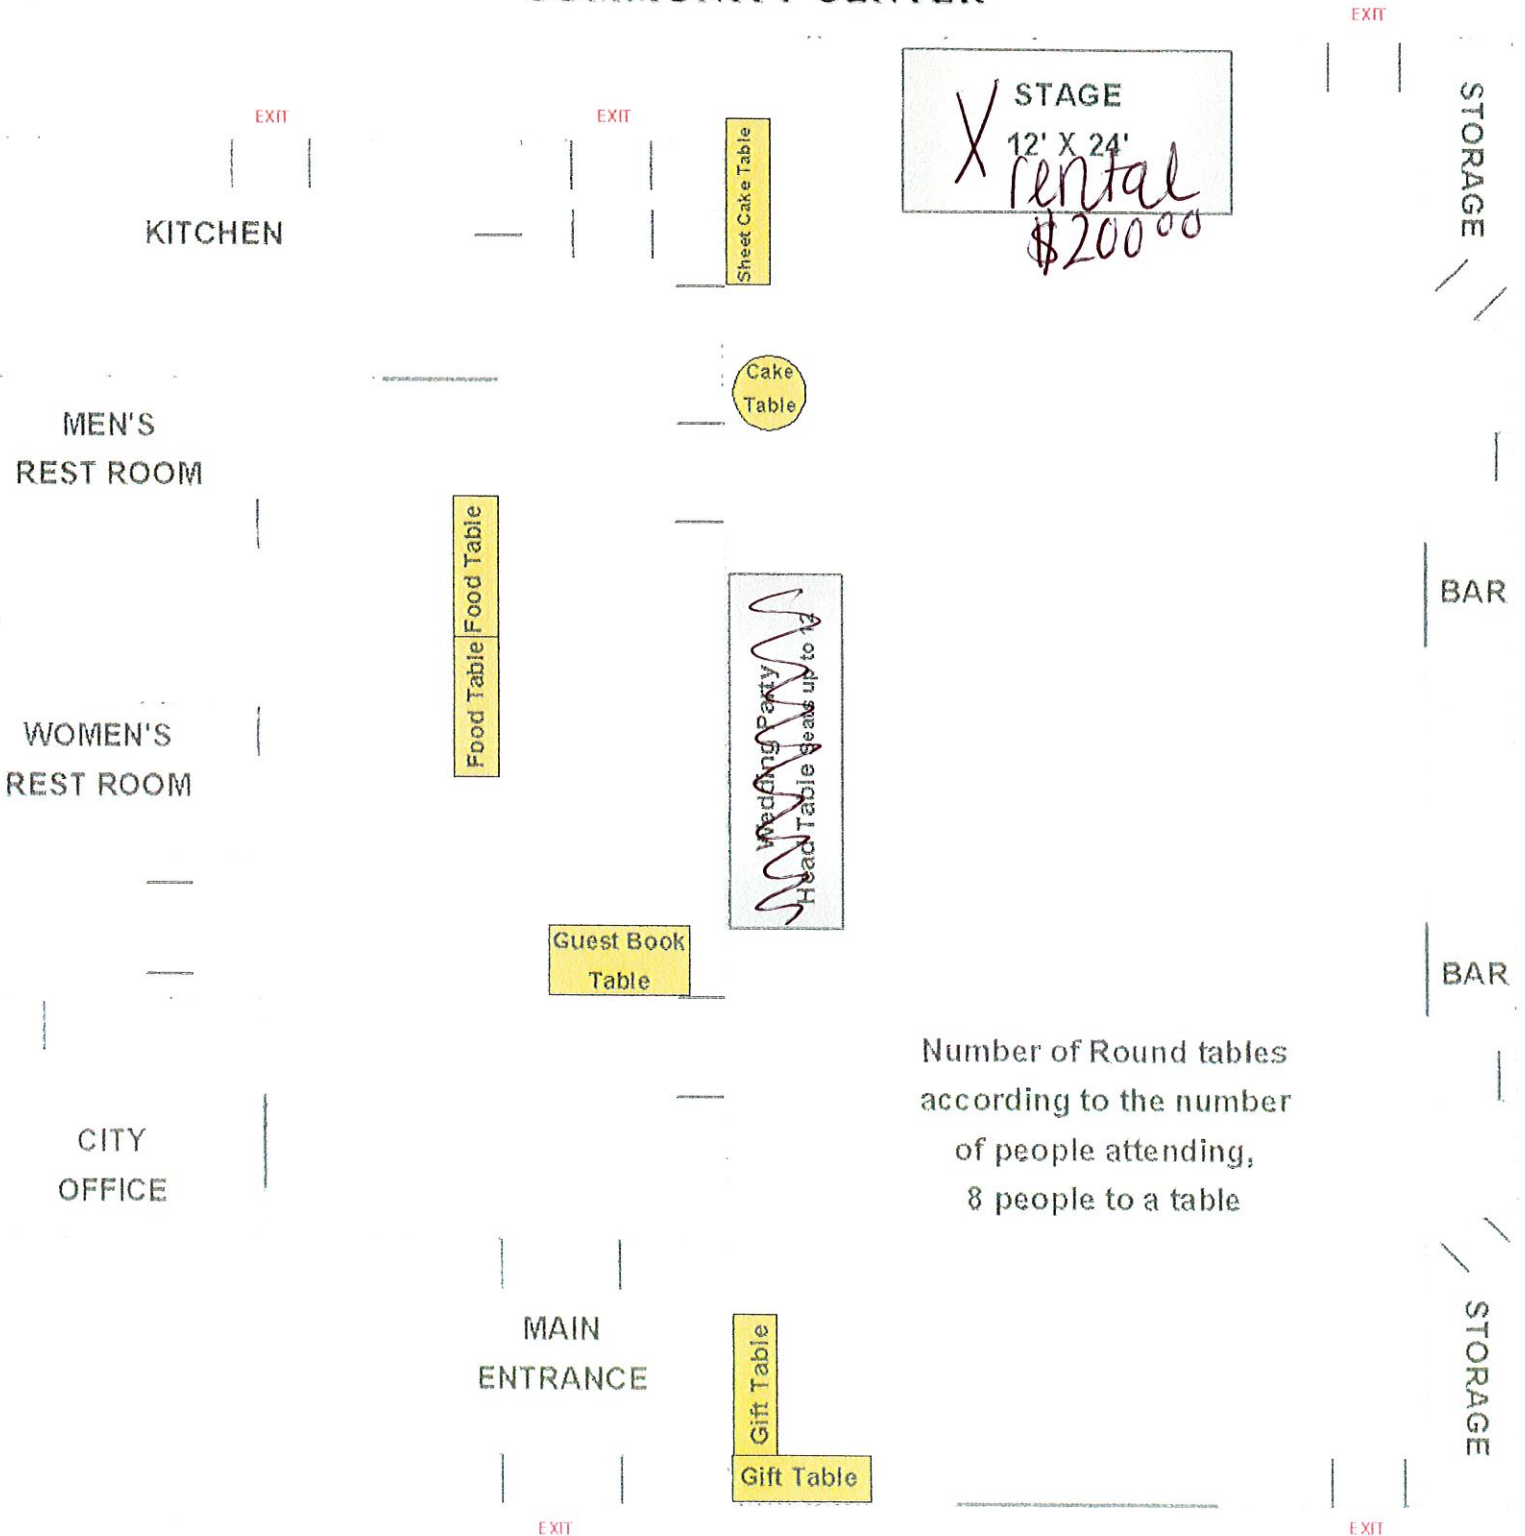 COMMUNITY CENTER
EXIT
STAGE
12' X 24'
X rental
$200 00
STORAGE
EXIT
EXIT
KITCHEN
Sheet Cake Table
Cake
Table
MEN'S
REST ROOM
Food Table
Food Table
BAR
Wedding Party
Head Table Seats up to 12
WOMEN'S
REST ROOM
Guest Book
Table
BAR
Number of Round tables
according to the number
of people attending,
8 people to a table
CITY
OFFICE
MAIN
ENTRANCE
Gift Table
Gift Table
STORAGE
EXIT
EXIT